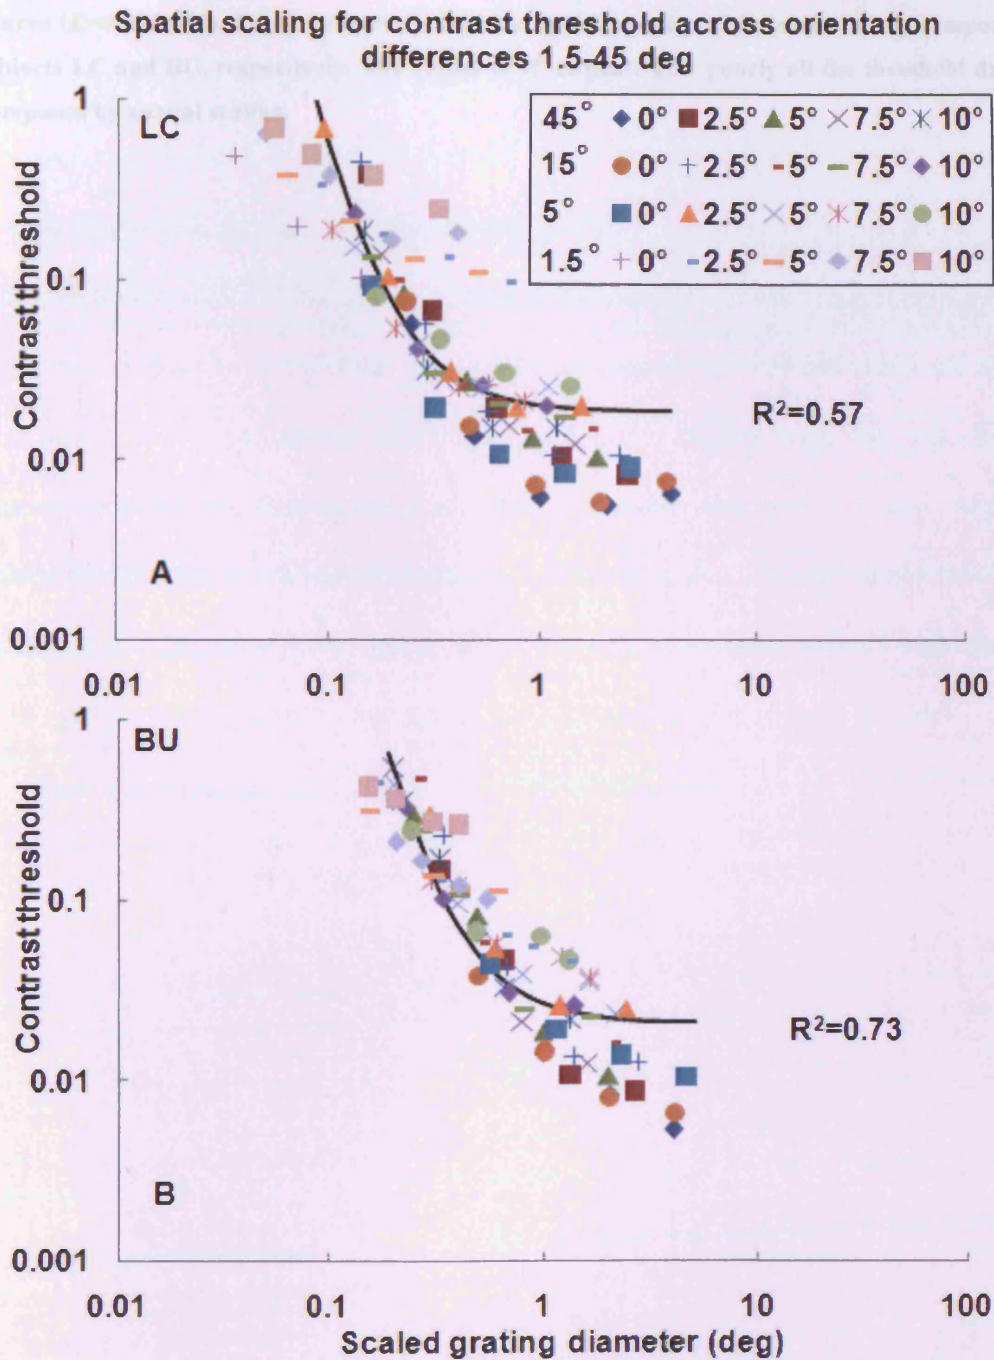 Spatial scaling for contrast threshold across orientation
differences 1.5-45 deg
1
LC
45° 0° 2.5° 5° 7.5° 10°
15° 0° 2.5° 5° 7.5° 10°
5° 0° 2.5° 5° 7.5° 10°
1.5° 0° 2.5° 5° 7.5° 10°
Contrast threshold
0.1
R²=0.57
0.01
A
0.001
0.01 0.1 1 10 100
1
BU
Contrast threshold
0.1
R²=0.73
0.01
B
0.001
0.01 0.1 1 10 100
Scaled grating diameter (deg)